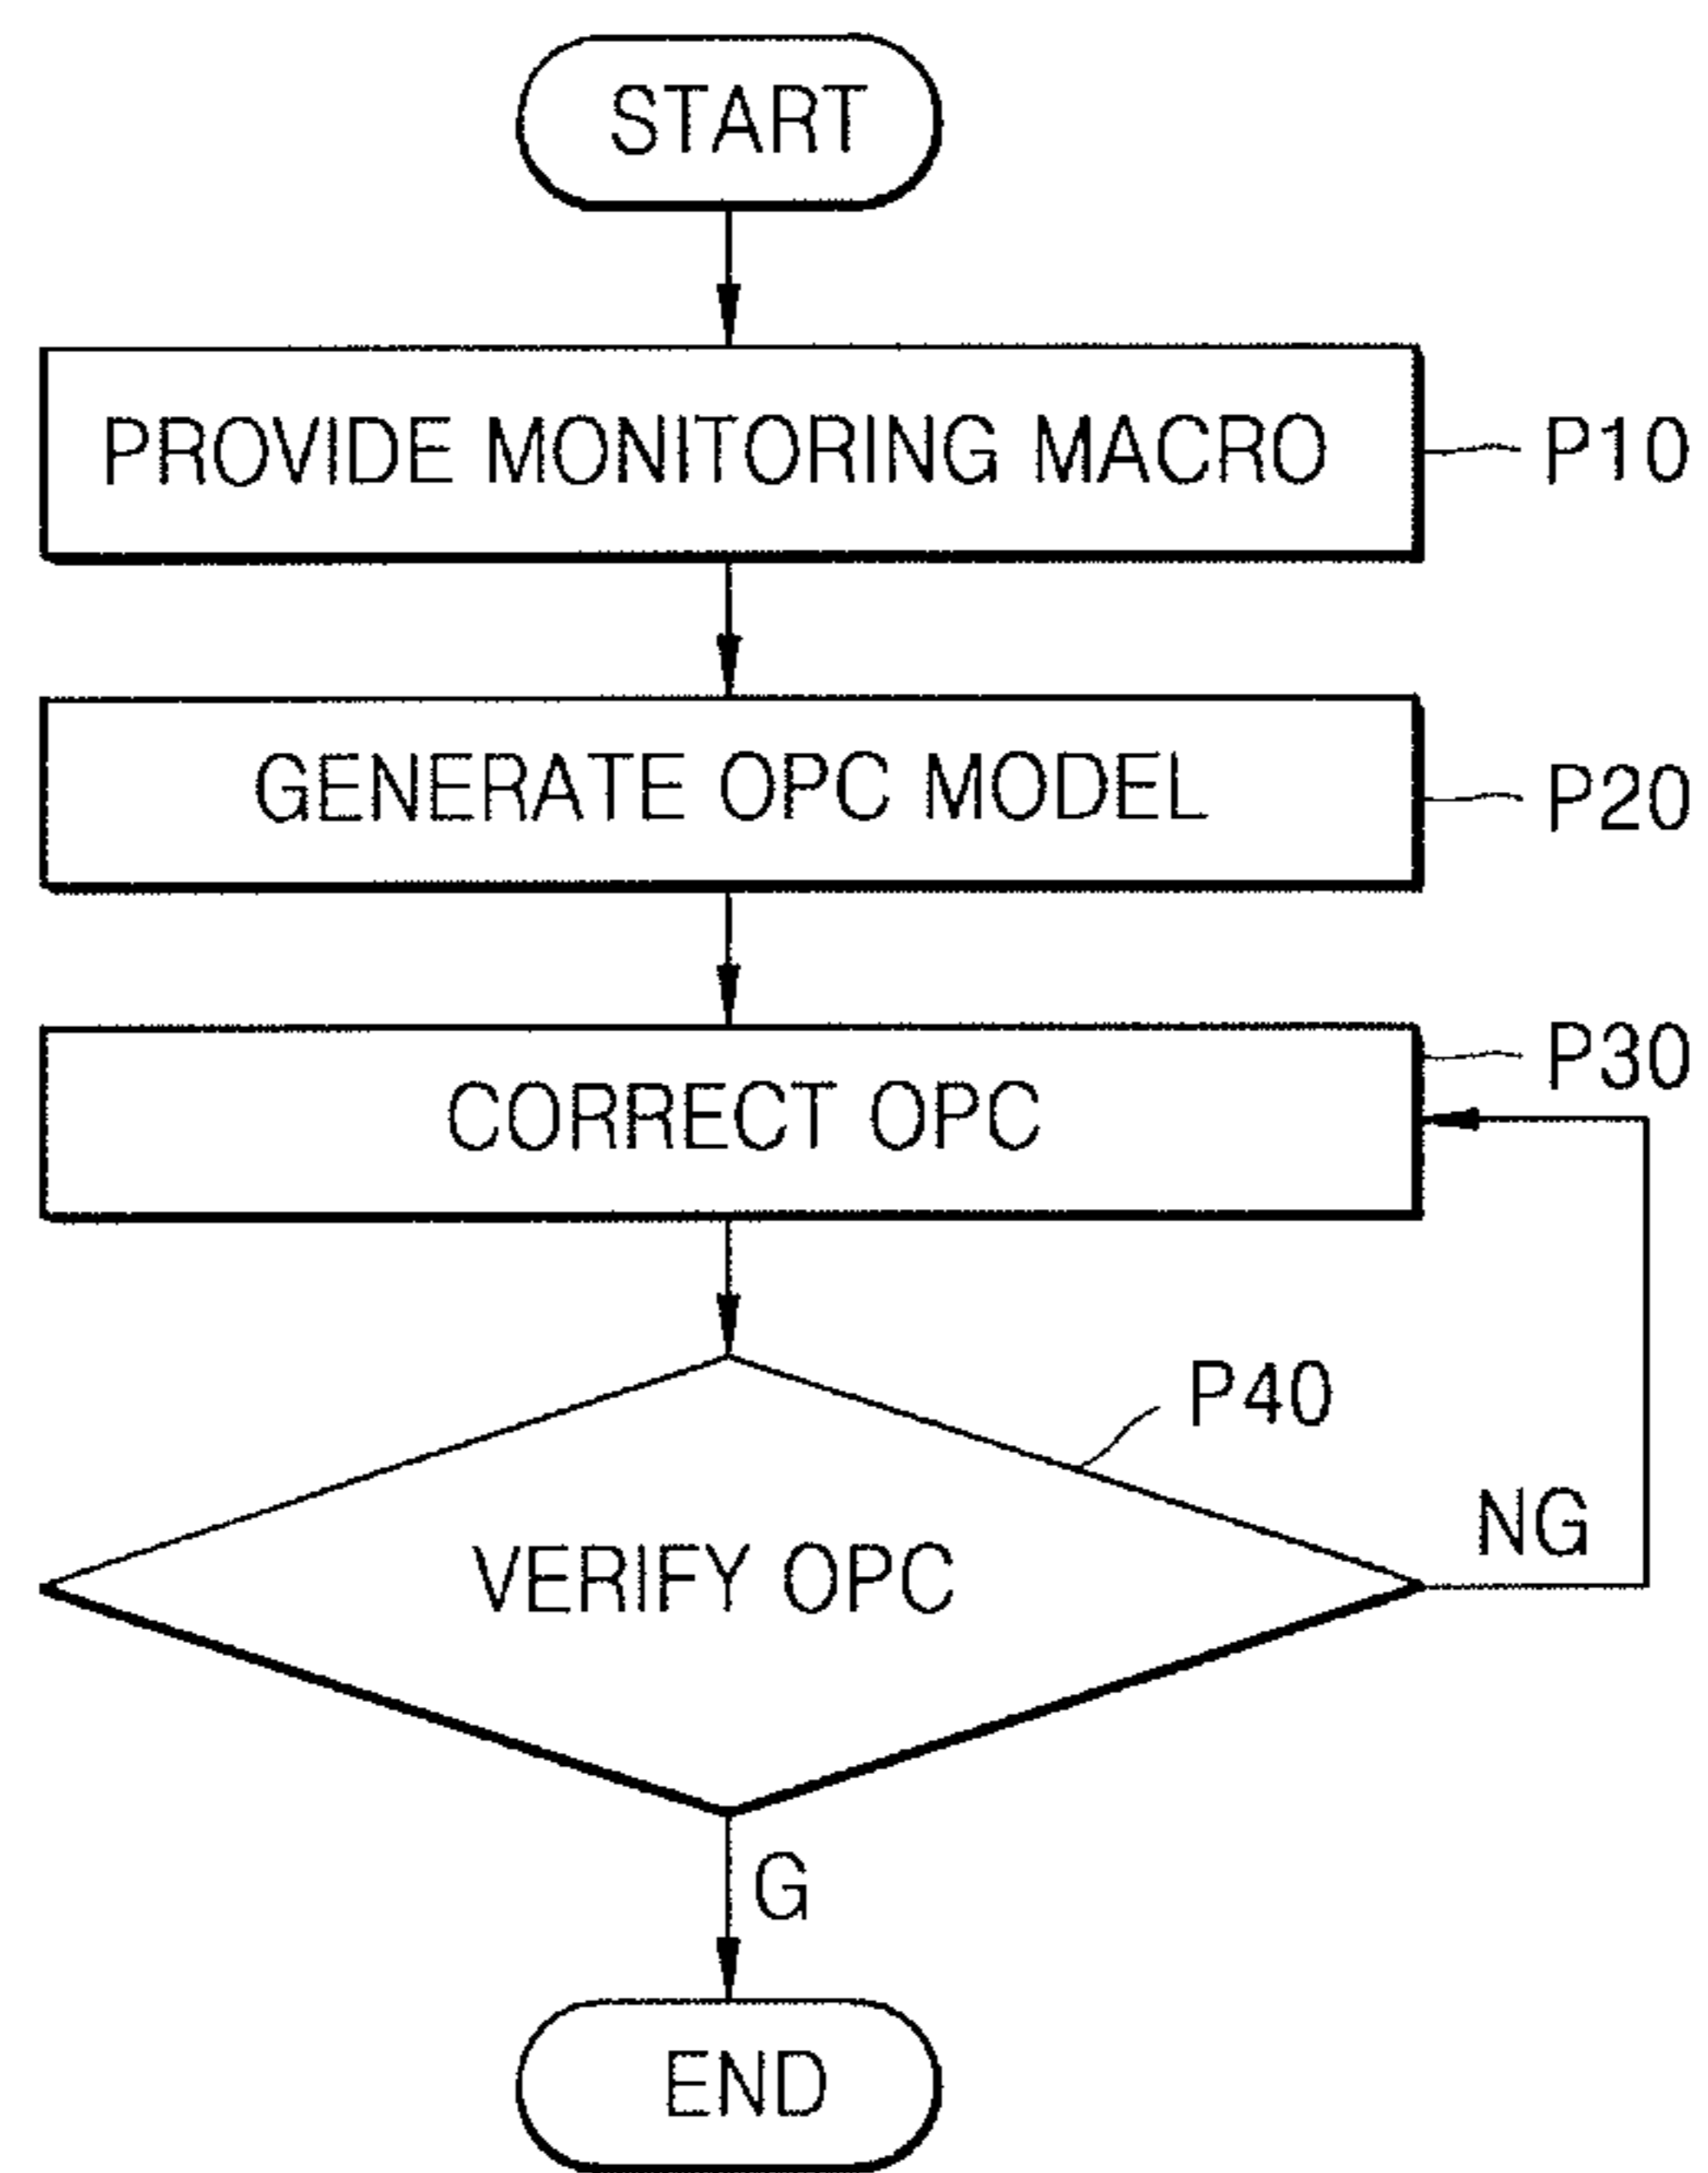 START
PROVIDE MONITORING MACRO
P10
GENERATE OPC MODEL
P20
P30
CORRECT OPC
P40
VERIFY OPC
NG
G
END